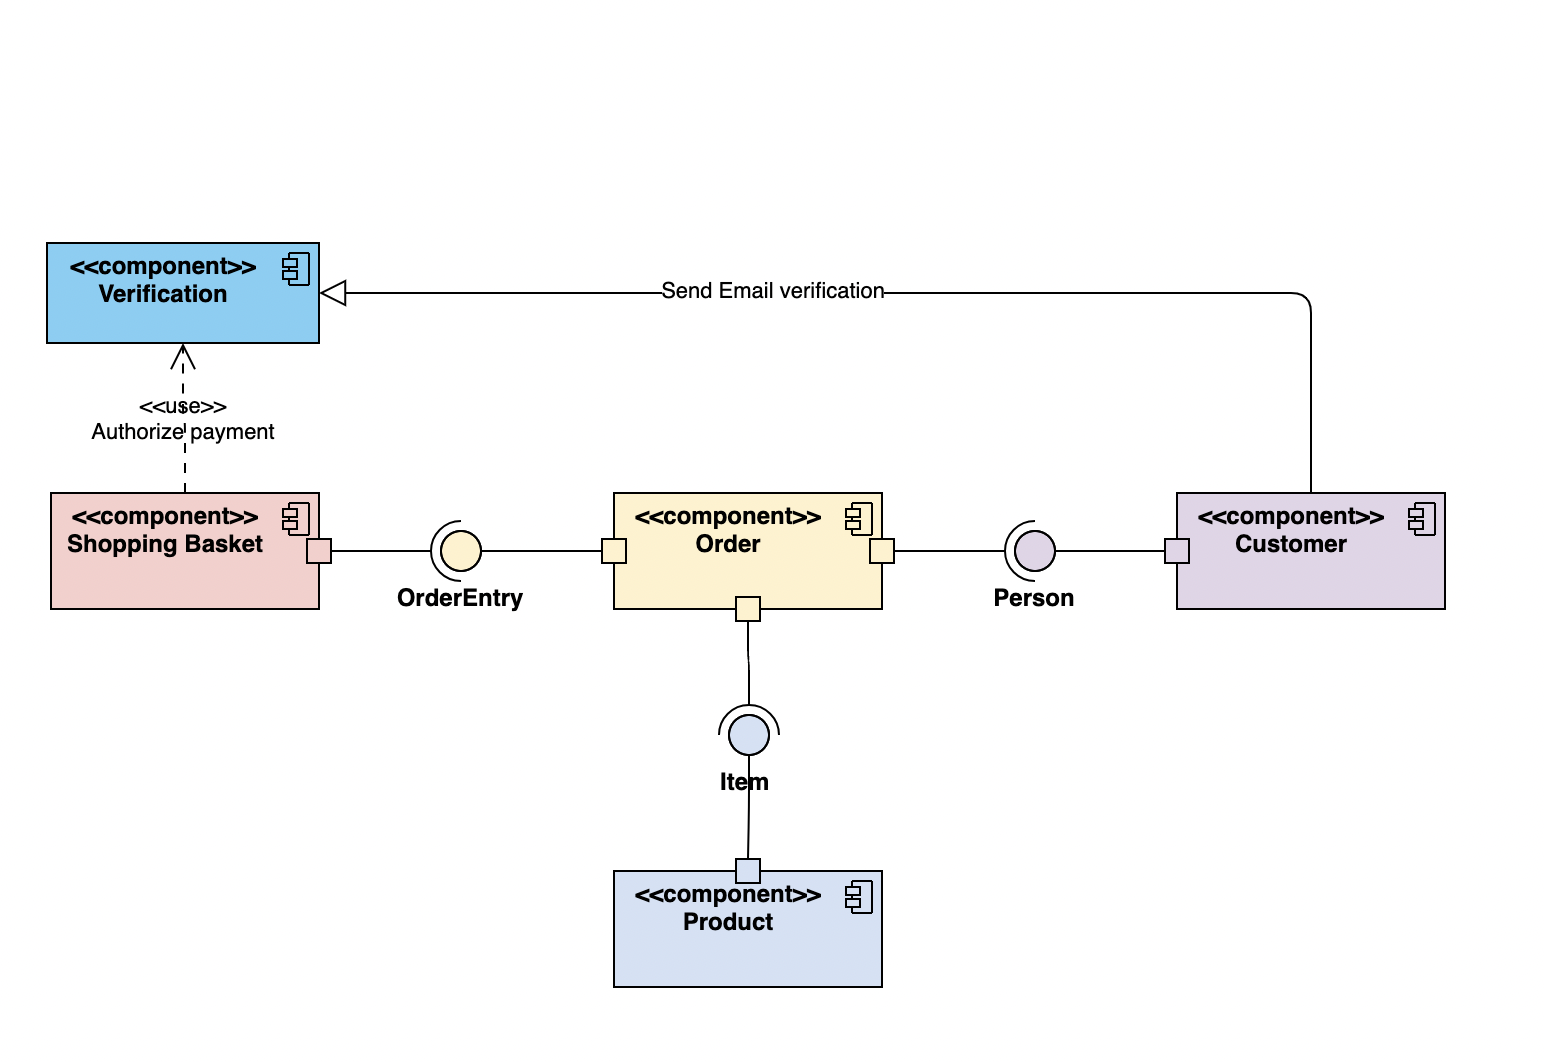 <<component>>
Verification
Send Email verification
<<use>>
Authorize payment
<<component>>
Shopping Basket
OrderEntry
<<component>>
Order
Person
<<component>>
Customer
Item
<<component>>
Product